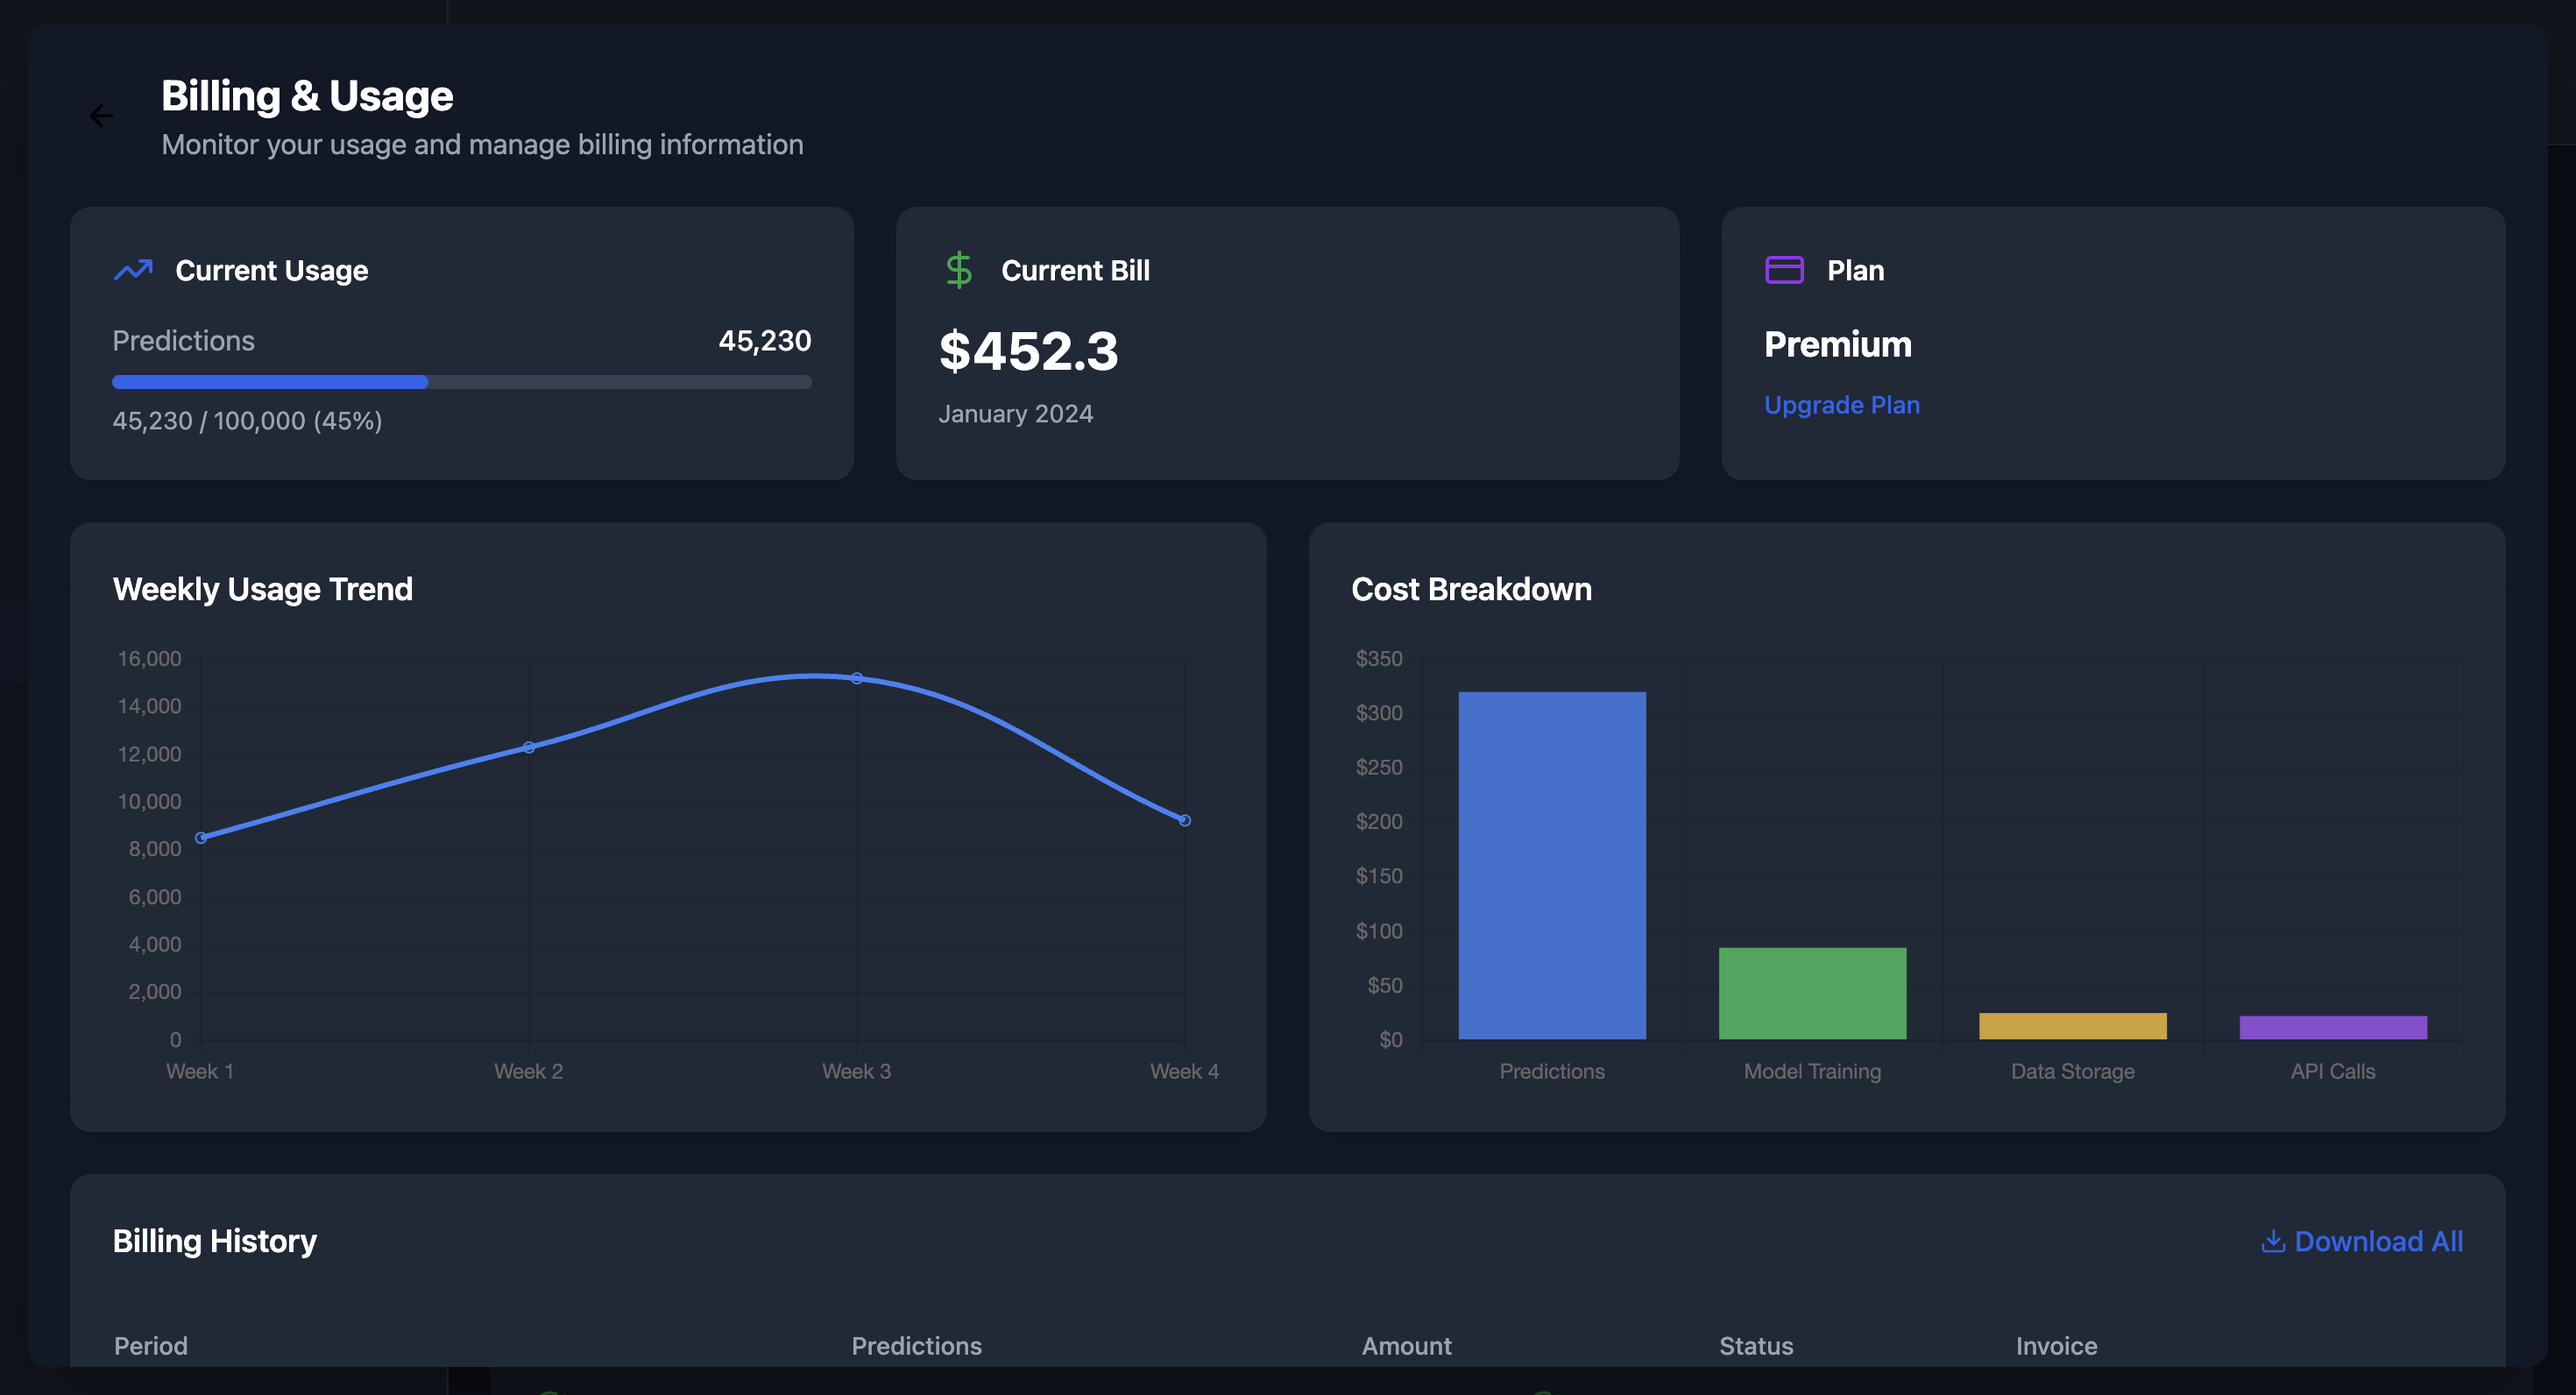 Billing & Usage
Monitor your usage and manage billing information
Current Usage
Predictions 45,230
45,230 / 100,000 (45%)
Current Bill
$452.3
January 2024
Plan
Premium
Upgrade Plan
Weekly Usage Trend
16,000
14,000
12,000
10,000
8,000
6,000
4,000
2,000
0
Week 1 Week 2 Week 3 Week 4
Cost Breakdown
$350
$300
$250
$200
$150
$100
$50
$0
Predictions Model Training Data Storage API Calls
Billing History
Download All
Period Predictions Amount Status Invoice